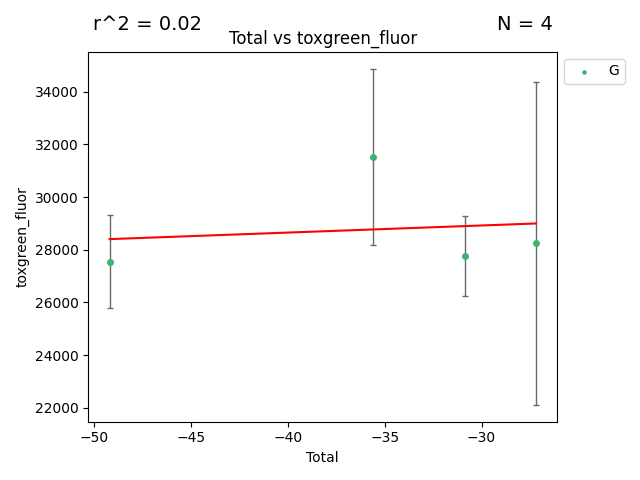 r^2 = 0.02
N = 4
Total vs toxgreen_fluor
G
toxgreen_fluor
34000
32000
30000
28000
26000
24000
22000
−50
−45
−40
−35
−30
Total